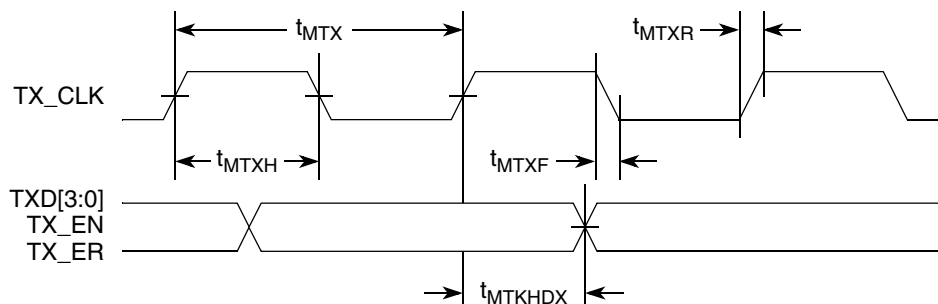 tMTX
tMTXR
TX_CLK
tMTXH
tMTXF
TXD[3:0]
TX_EN
TX_ER
tMTKHDX